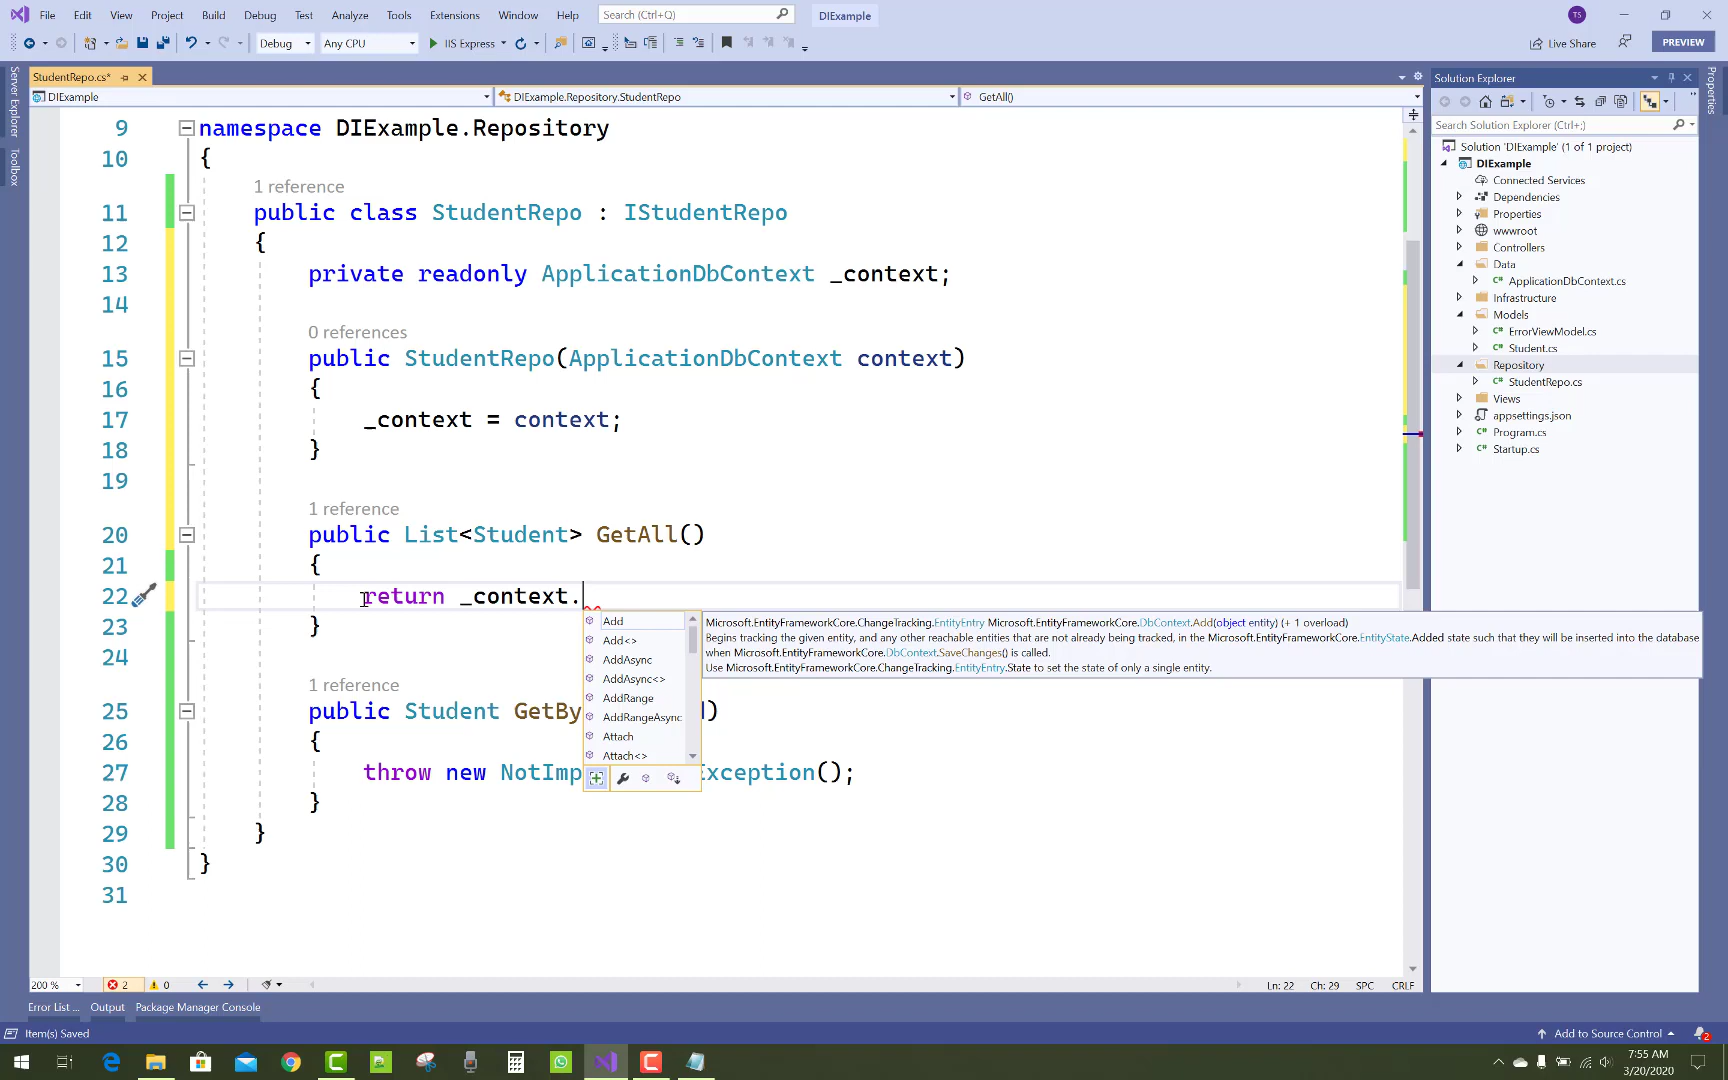 File Edit View Project Build Debug Test Analyze Tools Extensions Window Help Search (Ctrl+Q) DIExample TS
Debug Any CPU IIS Express Live Share PREVIEW
Server Explorer
Toolbox
StudentRepo.cs*
DIExample DIExample.Repository.StudentRepo GetAll()
9 namespace DIExample.Repository
10 {
1 reference
11 public class StudentRepo : IStudentRepo
12 {
13 private readonly ApplicationDbContext _context;
14
0 references
15 public StudentRepo(ApplicationDbContext context)
16 {
17 _context = context;
18 }
19
1 reference
20 public List<Student> GetAll()
21 {
22 return _context.
23 }
24
1 reference
25 public Student GetBy
26 {
27 throw new NotImp xception();
28 }
29 }
30 }
31
Add
Add<>
AddAsync
AddAsync<>
AddRange
AddRangeAsync
Attach
Attach<>
Microsoft.EntityFrameworkCore.ChangeTracking.EntityEntry Microsoft.EntityFrameworkCore.DbContext.Add(object entity) (+ 1 overload)
Begins tracking the given entity, and any other reachable entities that are not already being tracked, in the Microsoft.EntityFrameworkCore.EntityState.Added state such that they will be inserted into the database
when Microsoft.EntityFrameworkCore.DbContext.SaveChanges() is called.
Use Microsoft.EntityFrameworkCore.ChangeTracking.EntityEntry.State to set the state of only a single entity.
Solution Explorer
Search Solution Explorer (Ctrl+;)
Solution 'DIExample' (1 of 1 project)
DIExample
Connected Services
Dependencies
Properties
wwwroot
Controllers
Data
ApplicationDbContext.cs
Infrastructure
Models
ErrorViewModel.cs
Student.cs
Repository
StudentRepo.cs
Views
appsettings.json
Program.cs
Startup.cs
Properties
200 % 2 0 Ln: 22 Ch: 29 SPC CRLF
Error List ... Output Package Manager Console
Item(s) Saved Add to Source Control 2
7:55 AM
3/20/2020